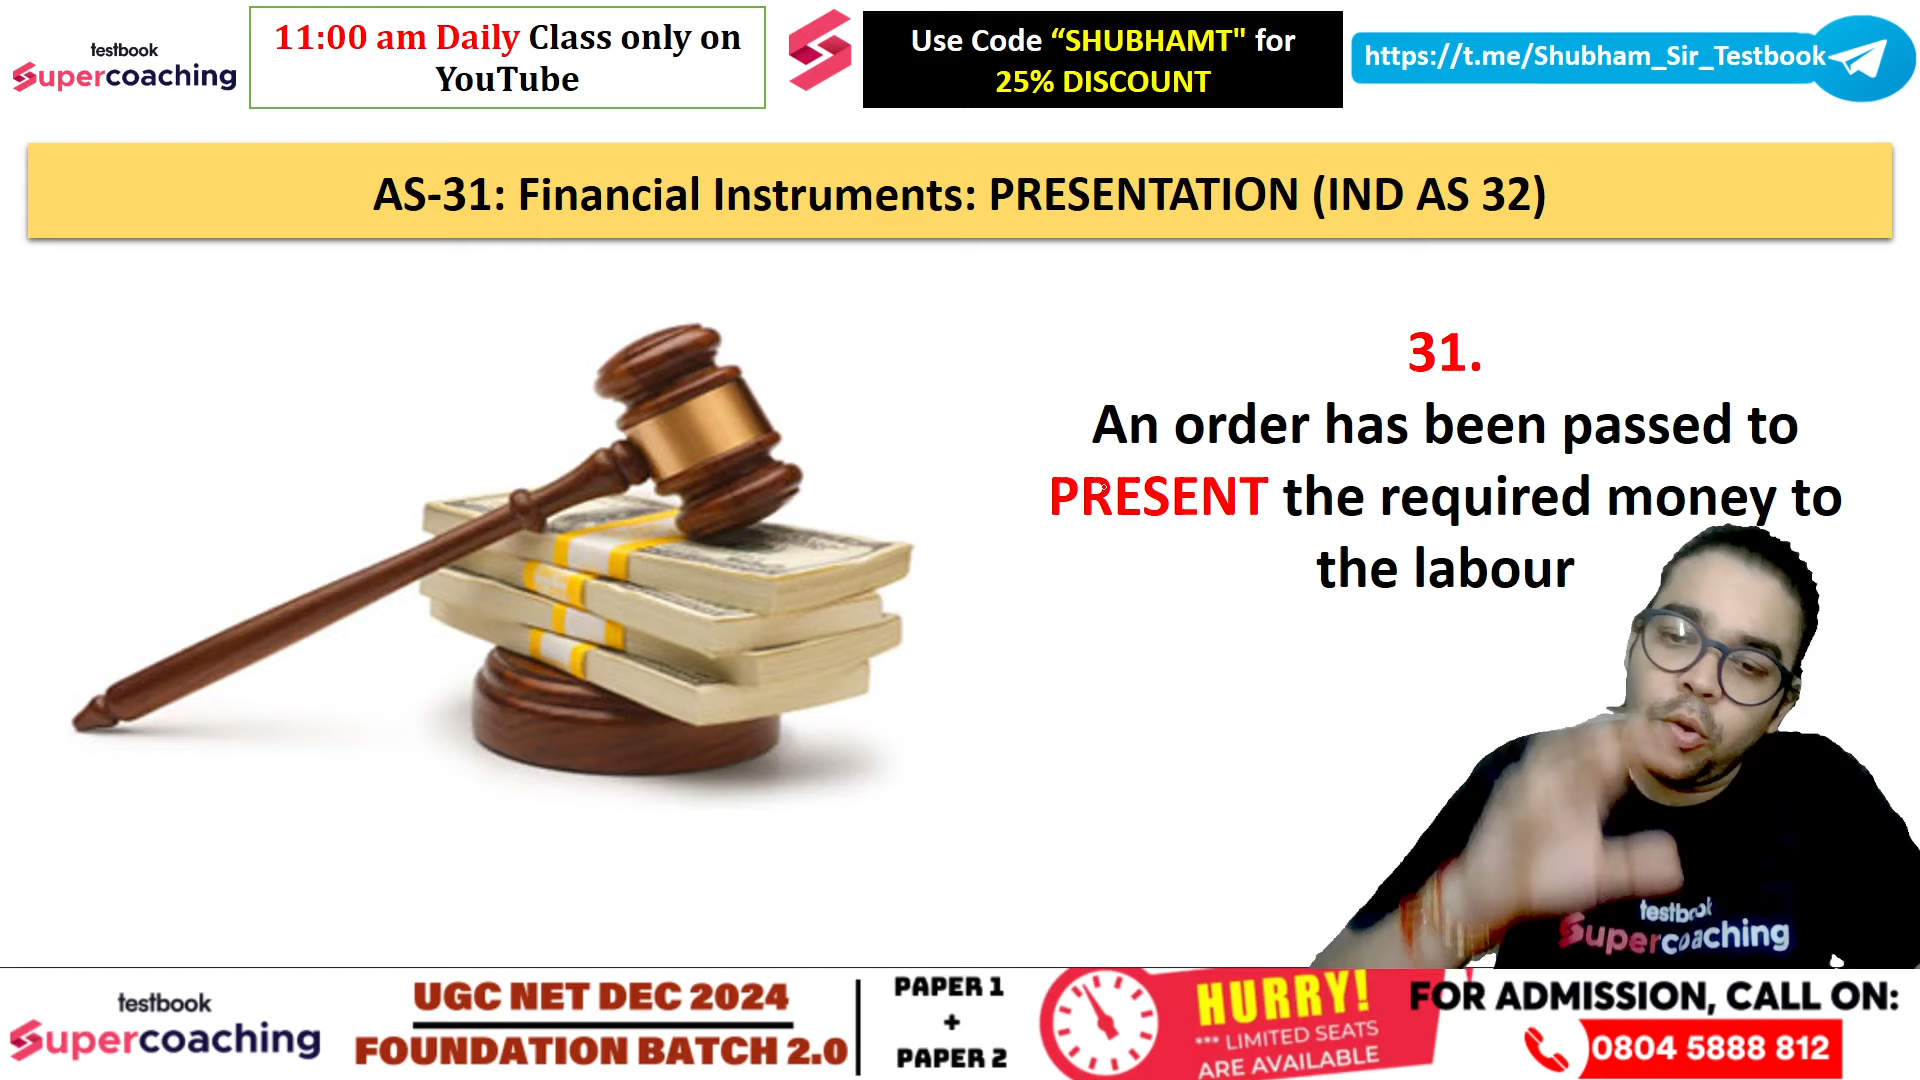 testbook
Supercoaching
11:00 am Daily Class only on
YouTube
Use Code “SHUBHAMT" for
25% DISCOUNT
https://t.me/Shubham_Sir_Testbook
AS-31: Financial Instruments: PRESENTATION (IND AS 32)
31.
An order has been passed to
PRESENT the required money to
the labour
testbook
Supercoaching
testbook
Supercoaching
UGC NET DEC 2024
FOUNDATION BATCH 2.0
PAPER 1
+
PAPER 2
HURRY!
*** LIMITED SEATS
ARE AVAILABLE
FOR ADMISSION, CALL ON:
0804 5888 812